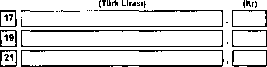 (Türk Lirası) (Kr)
17 ,
19 ,
21 ,